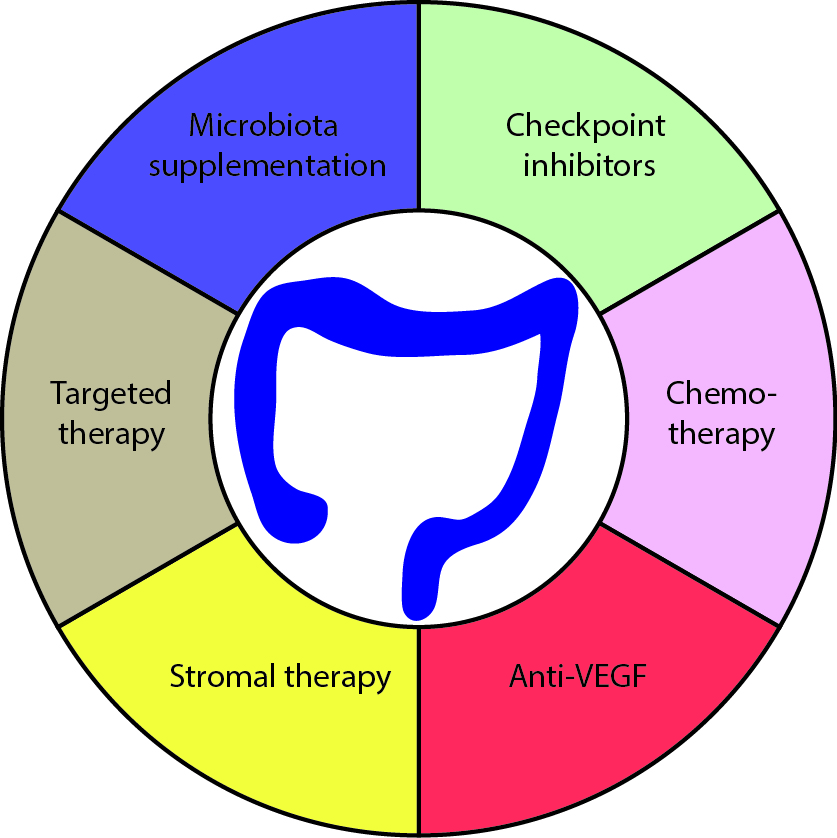 Microbiota
supplementation
Checkpoint
inhibitors
Targeted
therapy
Chemo-
therapy
Stromal therapy
Anti-VEGF